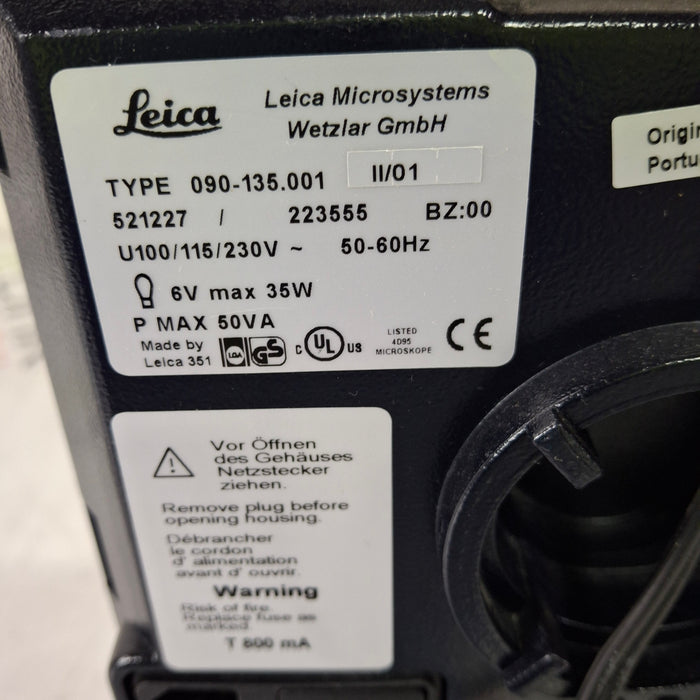 Leica
Leica Microsystems
Wetzlar GmbH
TYPE 090-135.001 II/01
521227 / 223555 BZ:00
U100/115/230V ~ 50-60Hz
6V max 35W
P MAX 50VA
Made by
Leica 351
LGA GS
C UL US
LISTED
4D95
MICROSKOPE
CE
Origin
Portu
Vor Öffnen
des Gehäuses
Netzstecker
ziehen.
Remove plug before
opening housing.
Débrancher
le cordon
d' alimentation
avant d' ouvrir.
Warning
Risk of fire.
Replace fuse as
marked.
T 800 mA